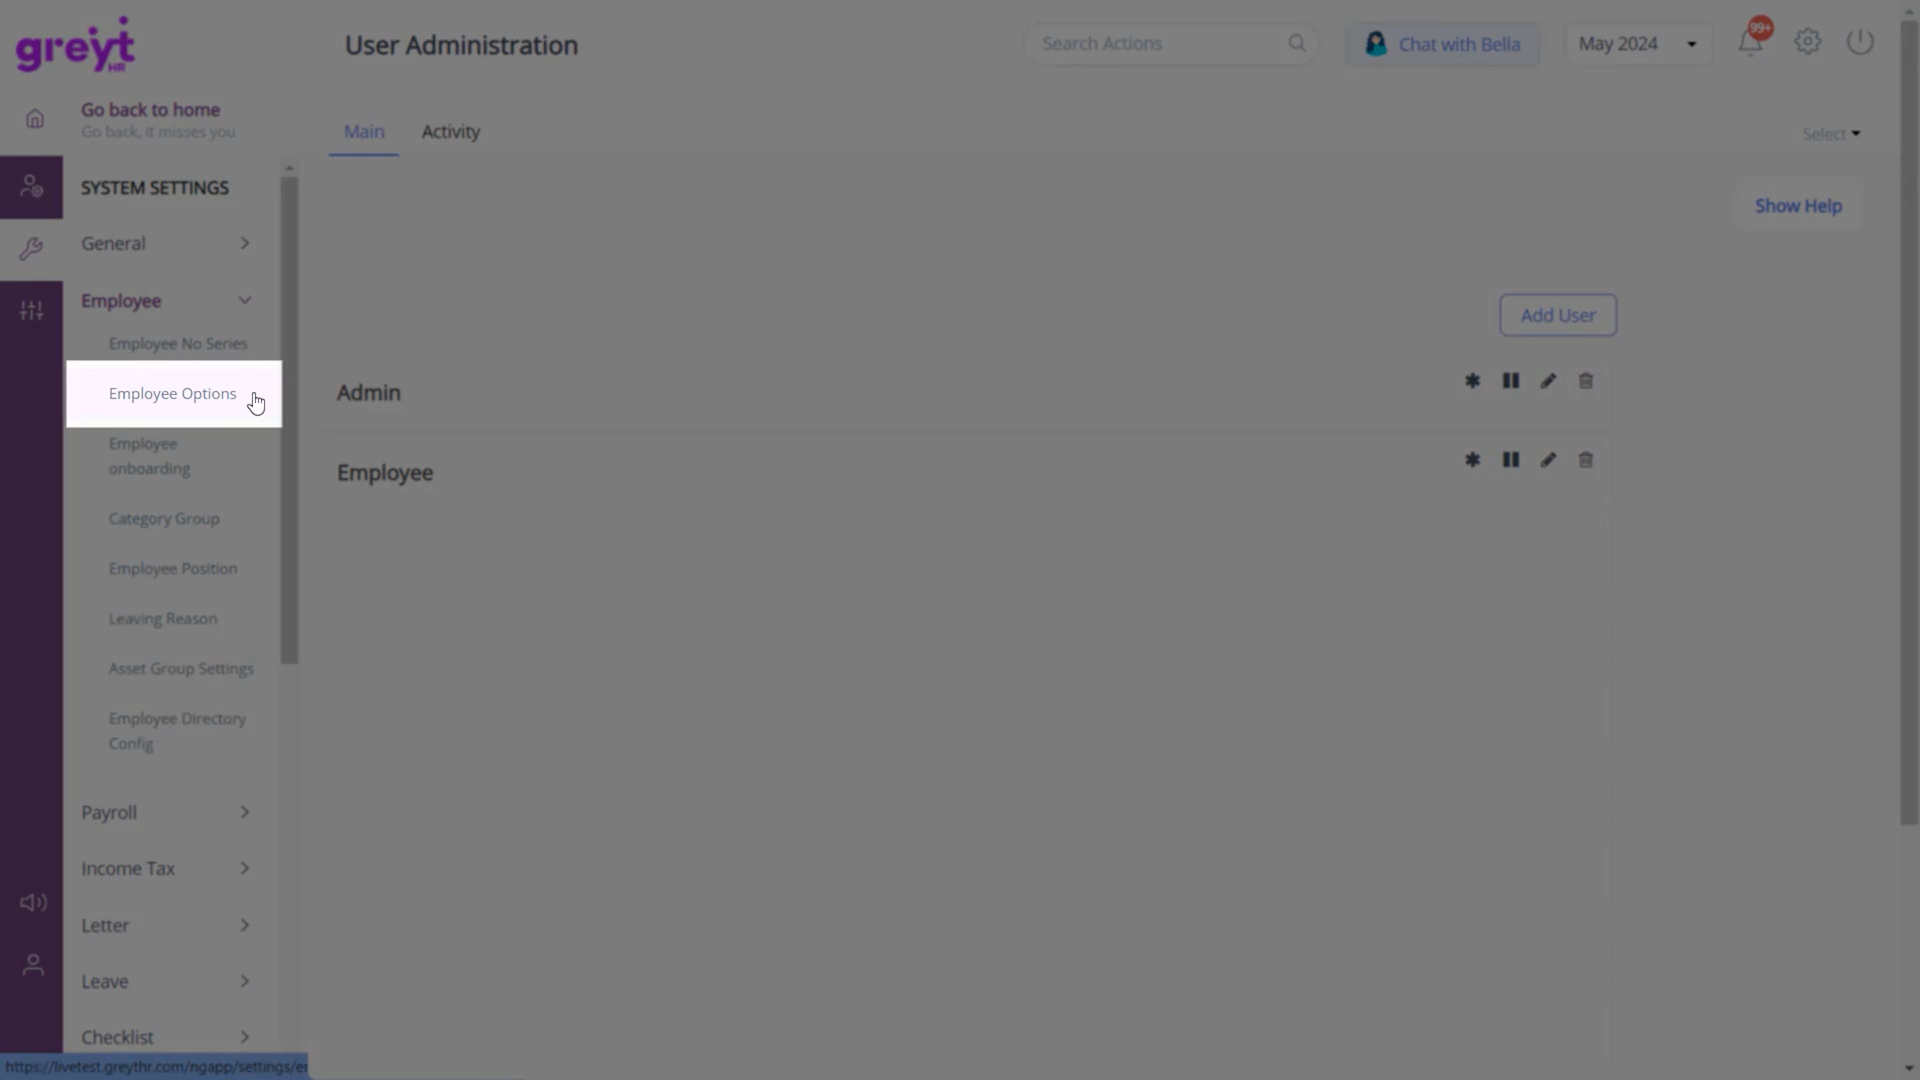 greytHR
User Administration
Search Actions
Chat with Bella
May 2024
99+
Go back to home
Go back, it misses you
Main
Activity
Select
SYSTEM SETTINGS
Show Help
General
Employee
Add User
Employee No Series
Employee Options
Admin
Employee
onboarding
Employee
Category Group
Employee Position
Leaving Reason
Asset Group Settings
Employee Directory
Config
Payroll
Income Tax
Letter
Leave
Checklist
https://livetest.greythr.com/ngapp/settings/e